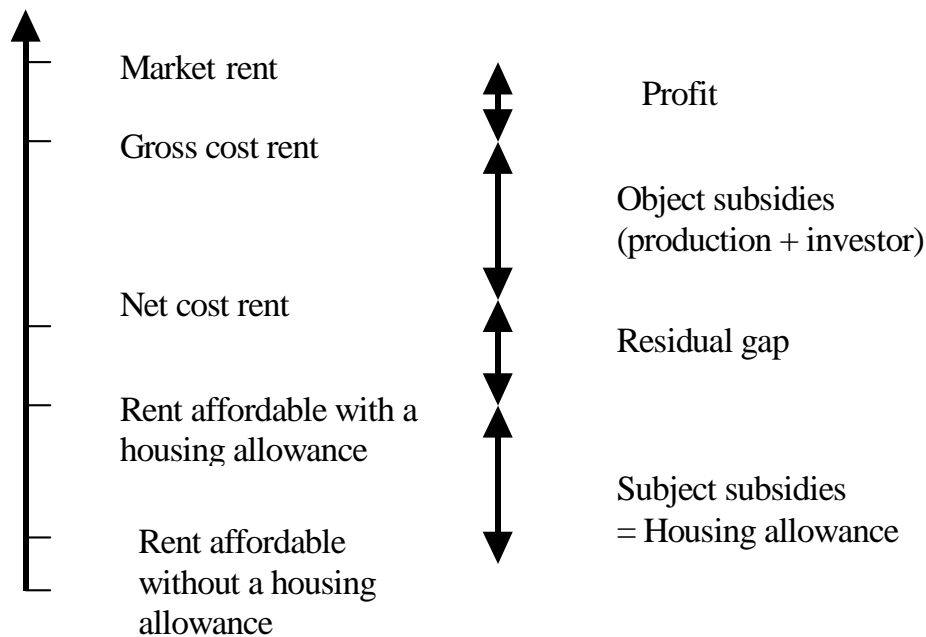 Market rent
Profit
Gross cost rent
Object subsidies
(production + investor)
Net cost rent
Residual gap
Rent affordable with a
housing allowance
Subject subsidies
= Housing allowance
Rent affordable
without a housing
allowance